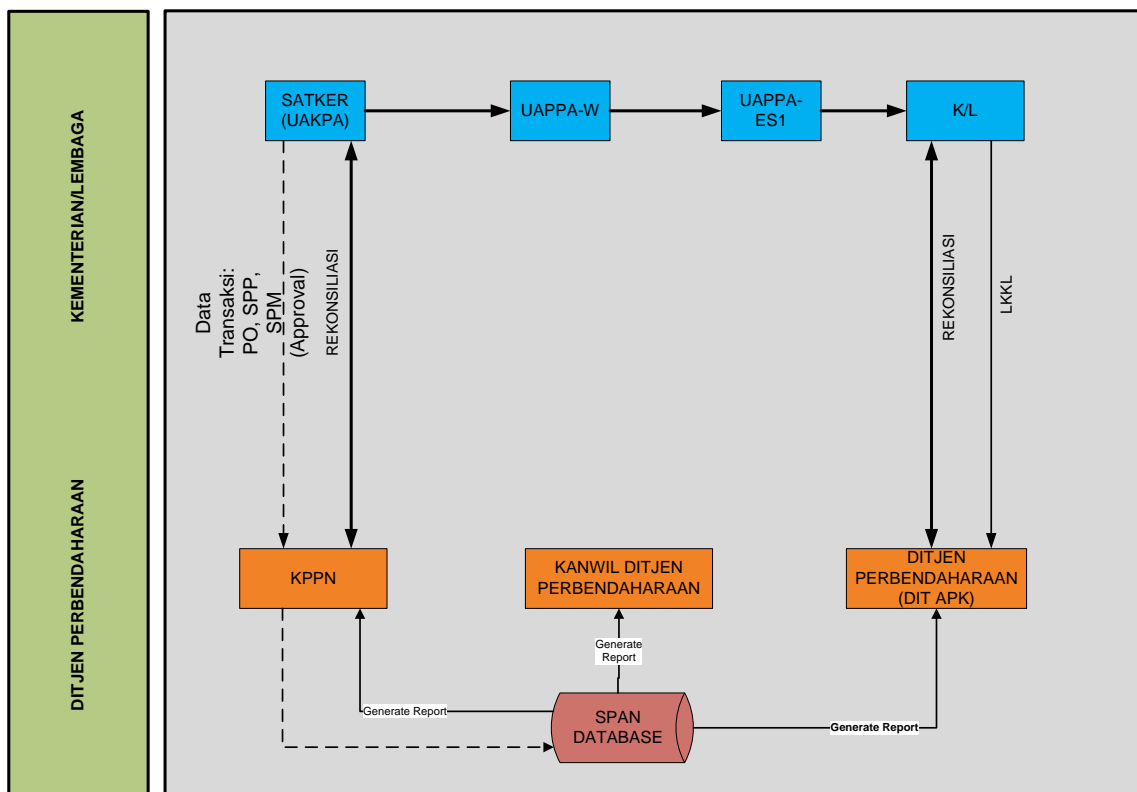 KEMENTERIAN/LEMBAGA
DITJEN PERBENDAHARAAN
SATKER
(UAKPA)
UAPPA-W
UAPPA-
ES1
K/L
Data
Transaksi:
PO, SPP,
SPM
(Approval)
REKONSILIASI
REKONSILIASI
LKKL
KPPN
KANWIL DITJEN
PERBENDAHARAAN
DITJEN
PERBENDAHARAAN
(DIT APK)
Generate
Report
Generate Report
SPAN
DATABASE
Generate Report